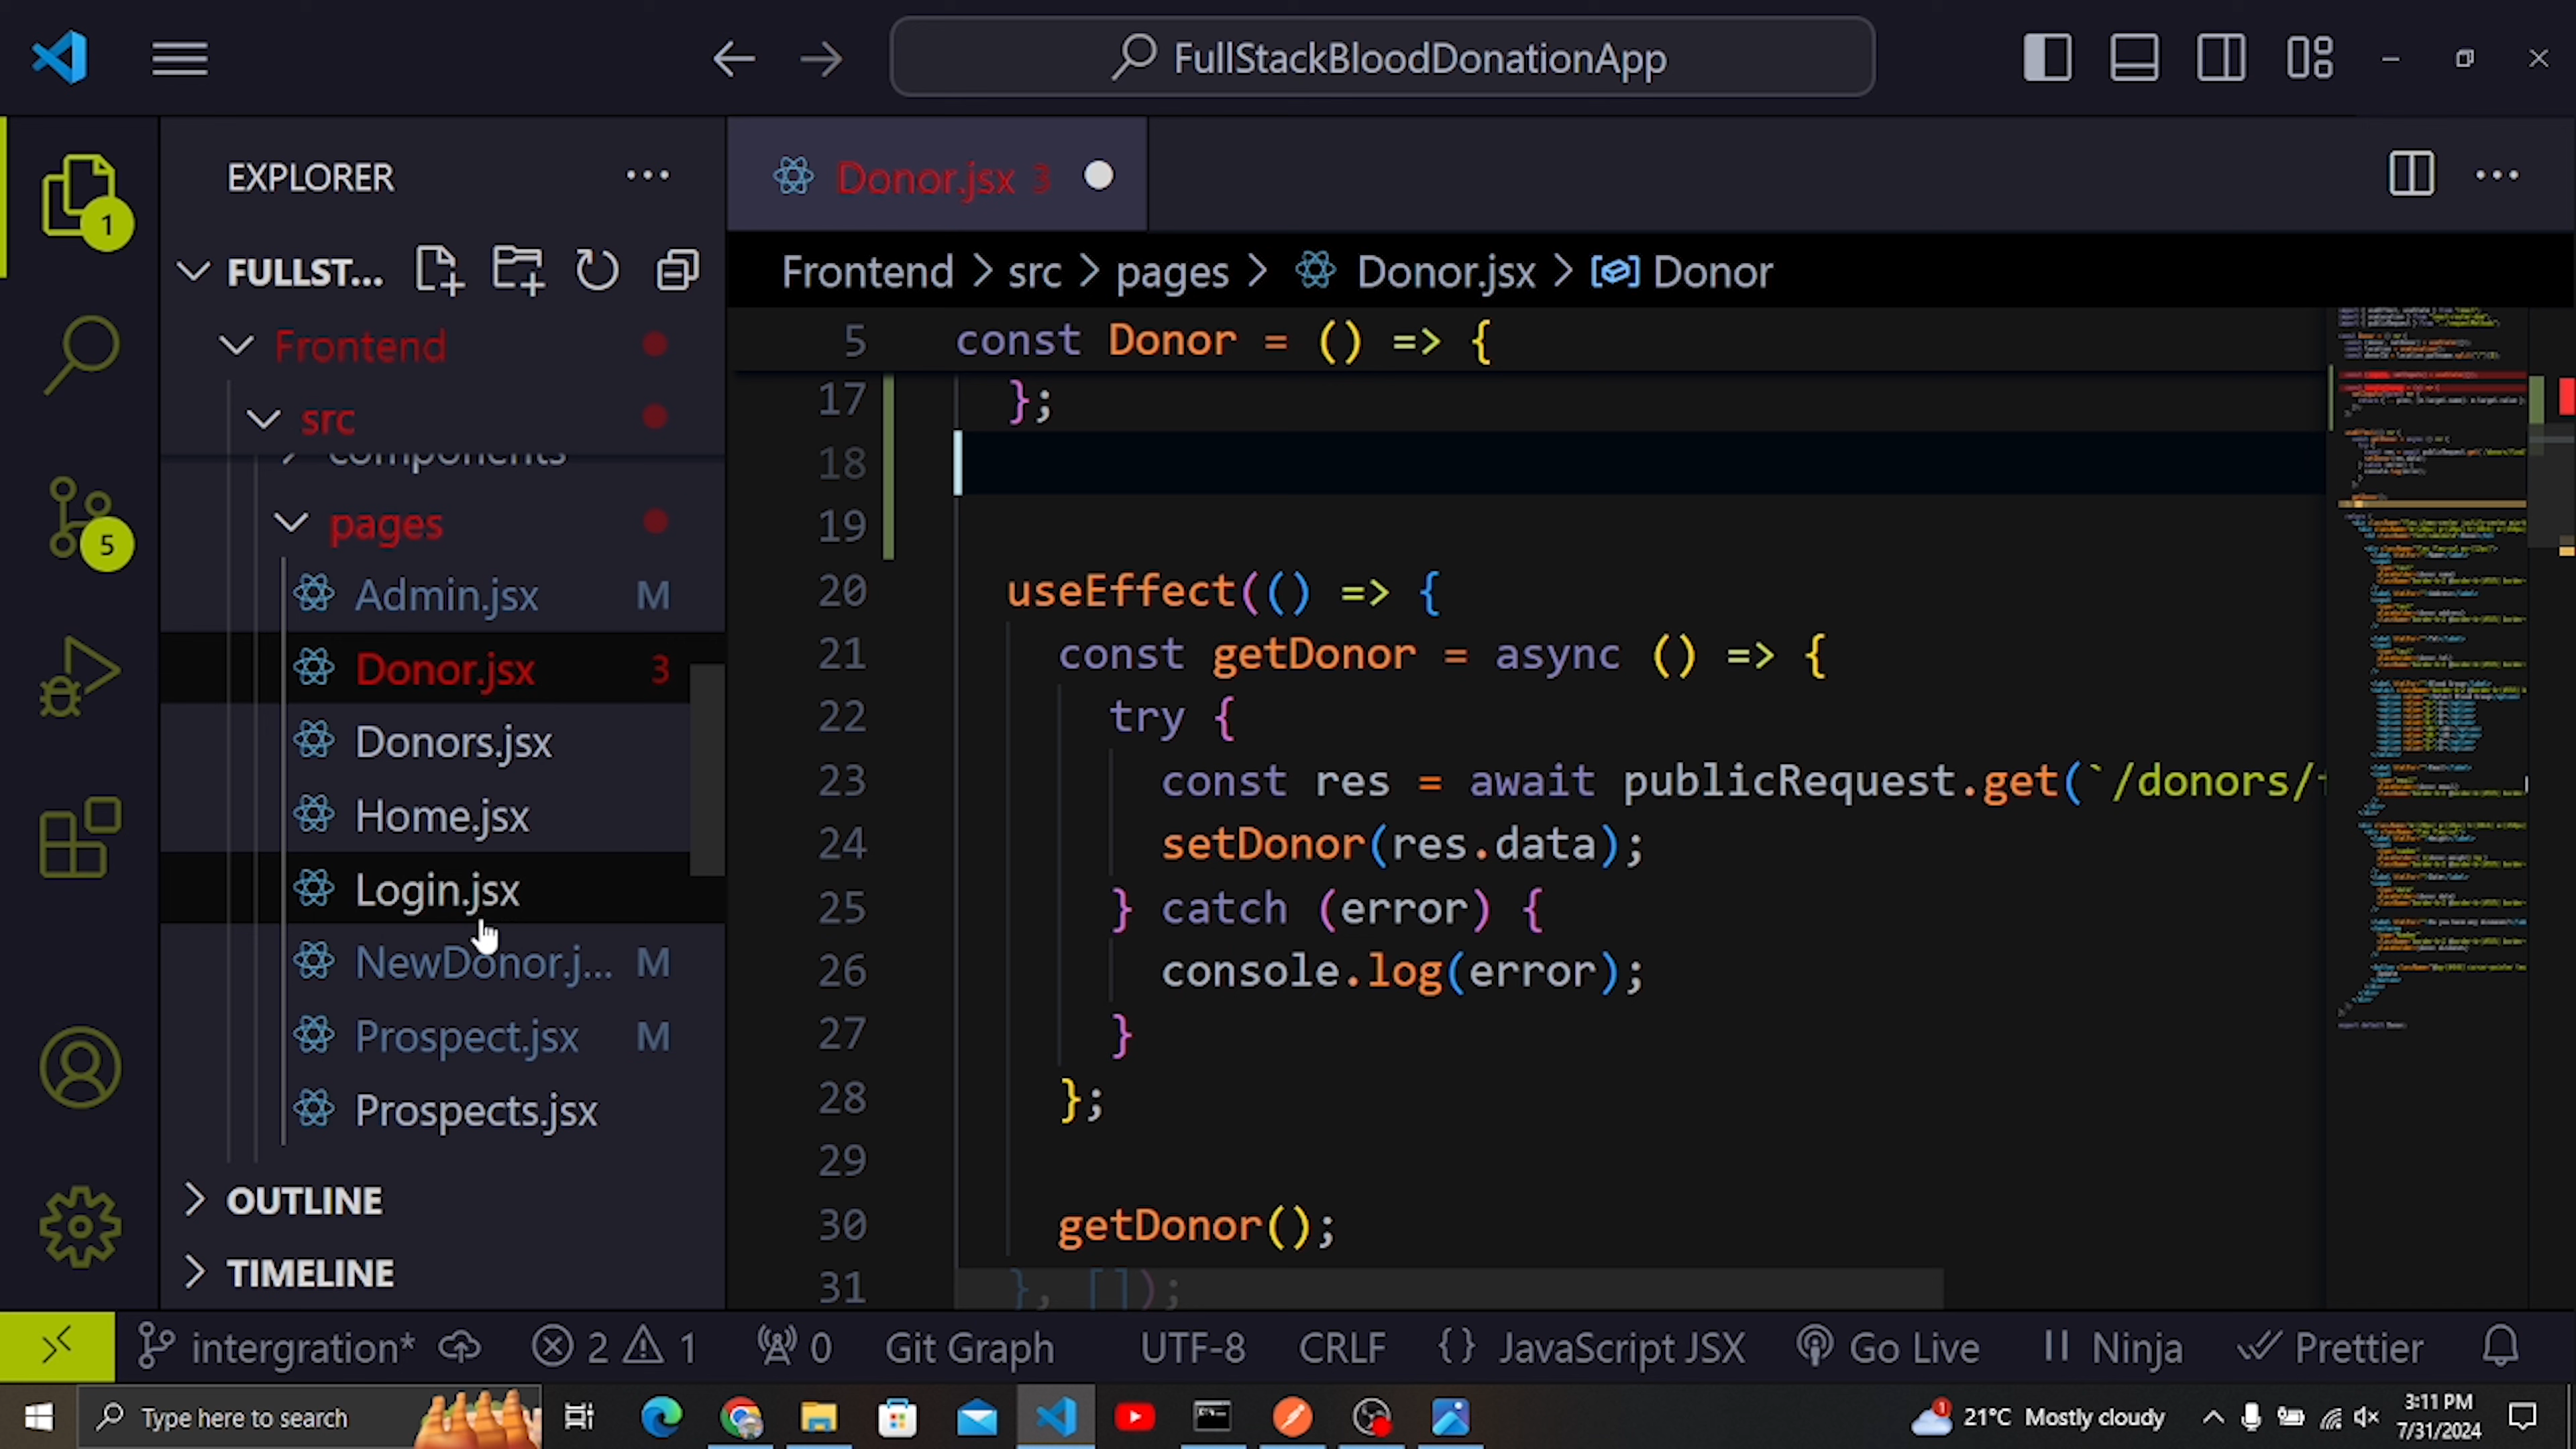 FullStackBloodDonationApp
EXPLORER
FULLST...
Frontend
src
components
pages
Admin.jsx M
Donor.jsx 3
Donors.jsx
Home.jsx
Login.jsx
NewDonor.j... M
Prospect.jsx M
Prospects.jsx
OUTLINE
TIMELINE
1
5
Donor.jsx 3
Frontend > src > pages > Donor.jsx > Donor
5 const Donor = () => {
17 };
18
19
20 useEffect(() => {
21 const getDonor = async () => {
22 try {
23 const res = await publicRequest.get(`/donors/
24 setDonor(res.data);
25 } catch (error) {
26 console.log(error);
27 }
28 };
29
30 getDonor();
31 }, []);
intergration* 2 1 0 Git Graph UTF-8 CRLF {} JavaScript JSX Go Live Ninja Prettier
Type here to search
1 21°C Mostly cloudy
3:11 PM
7/31/2024